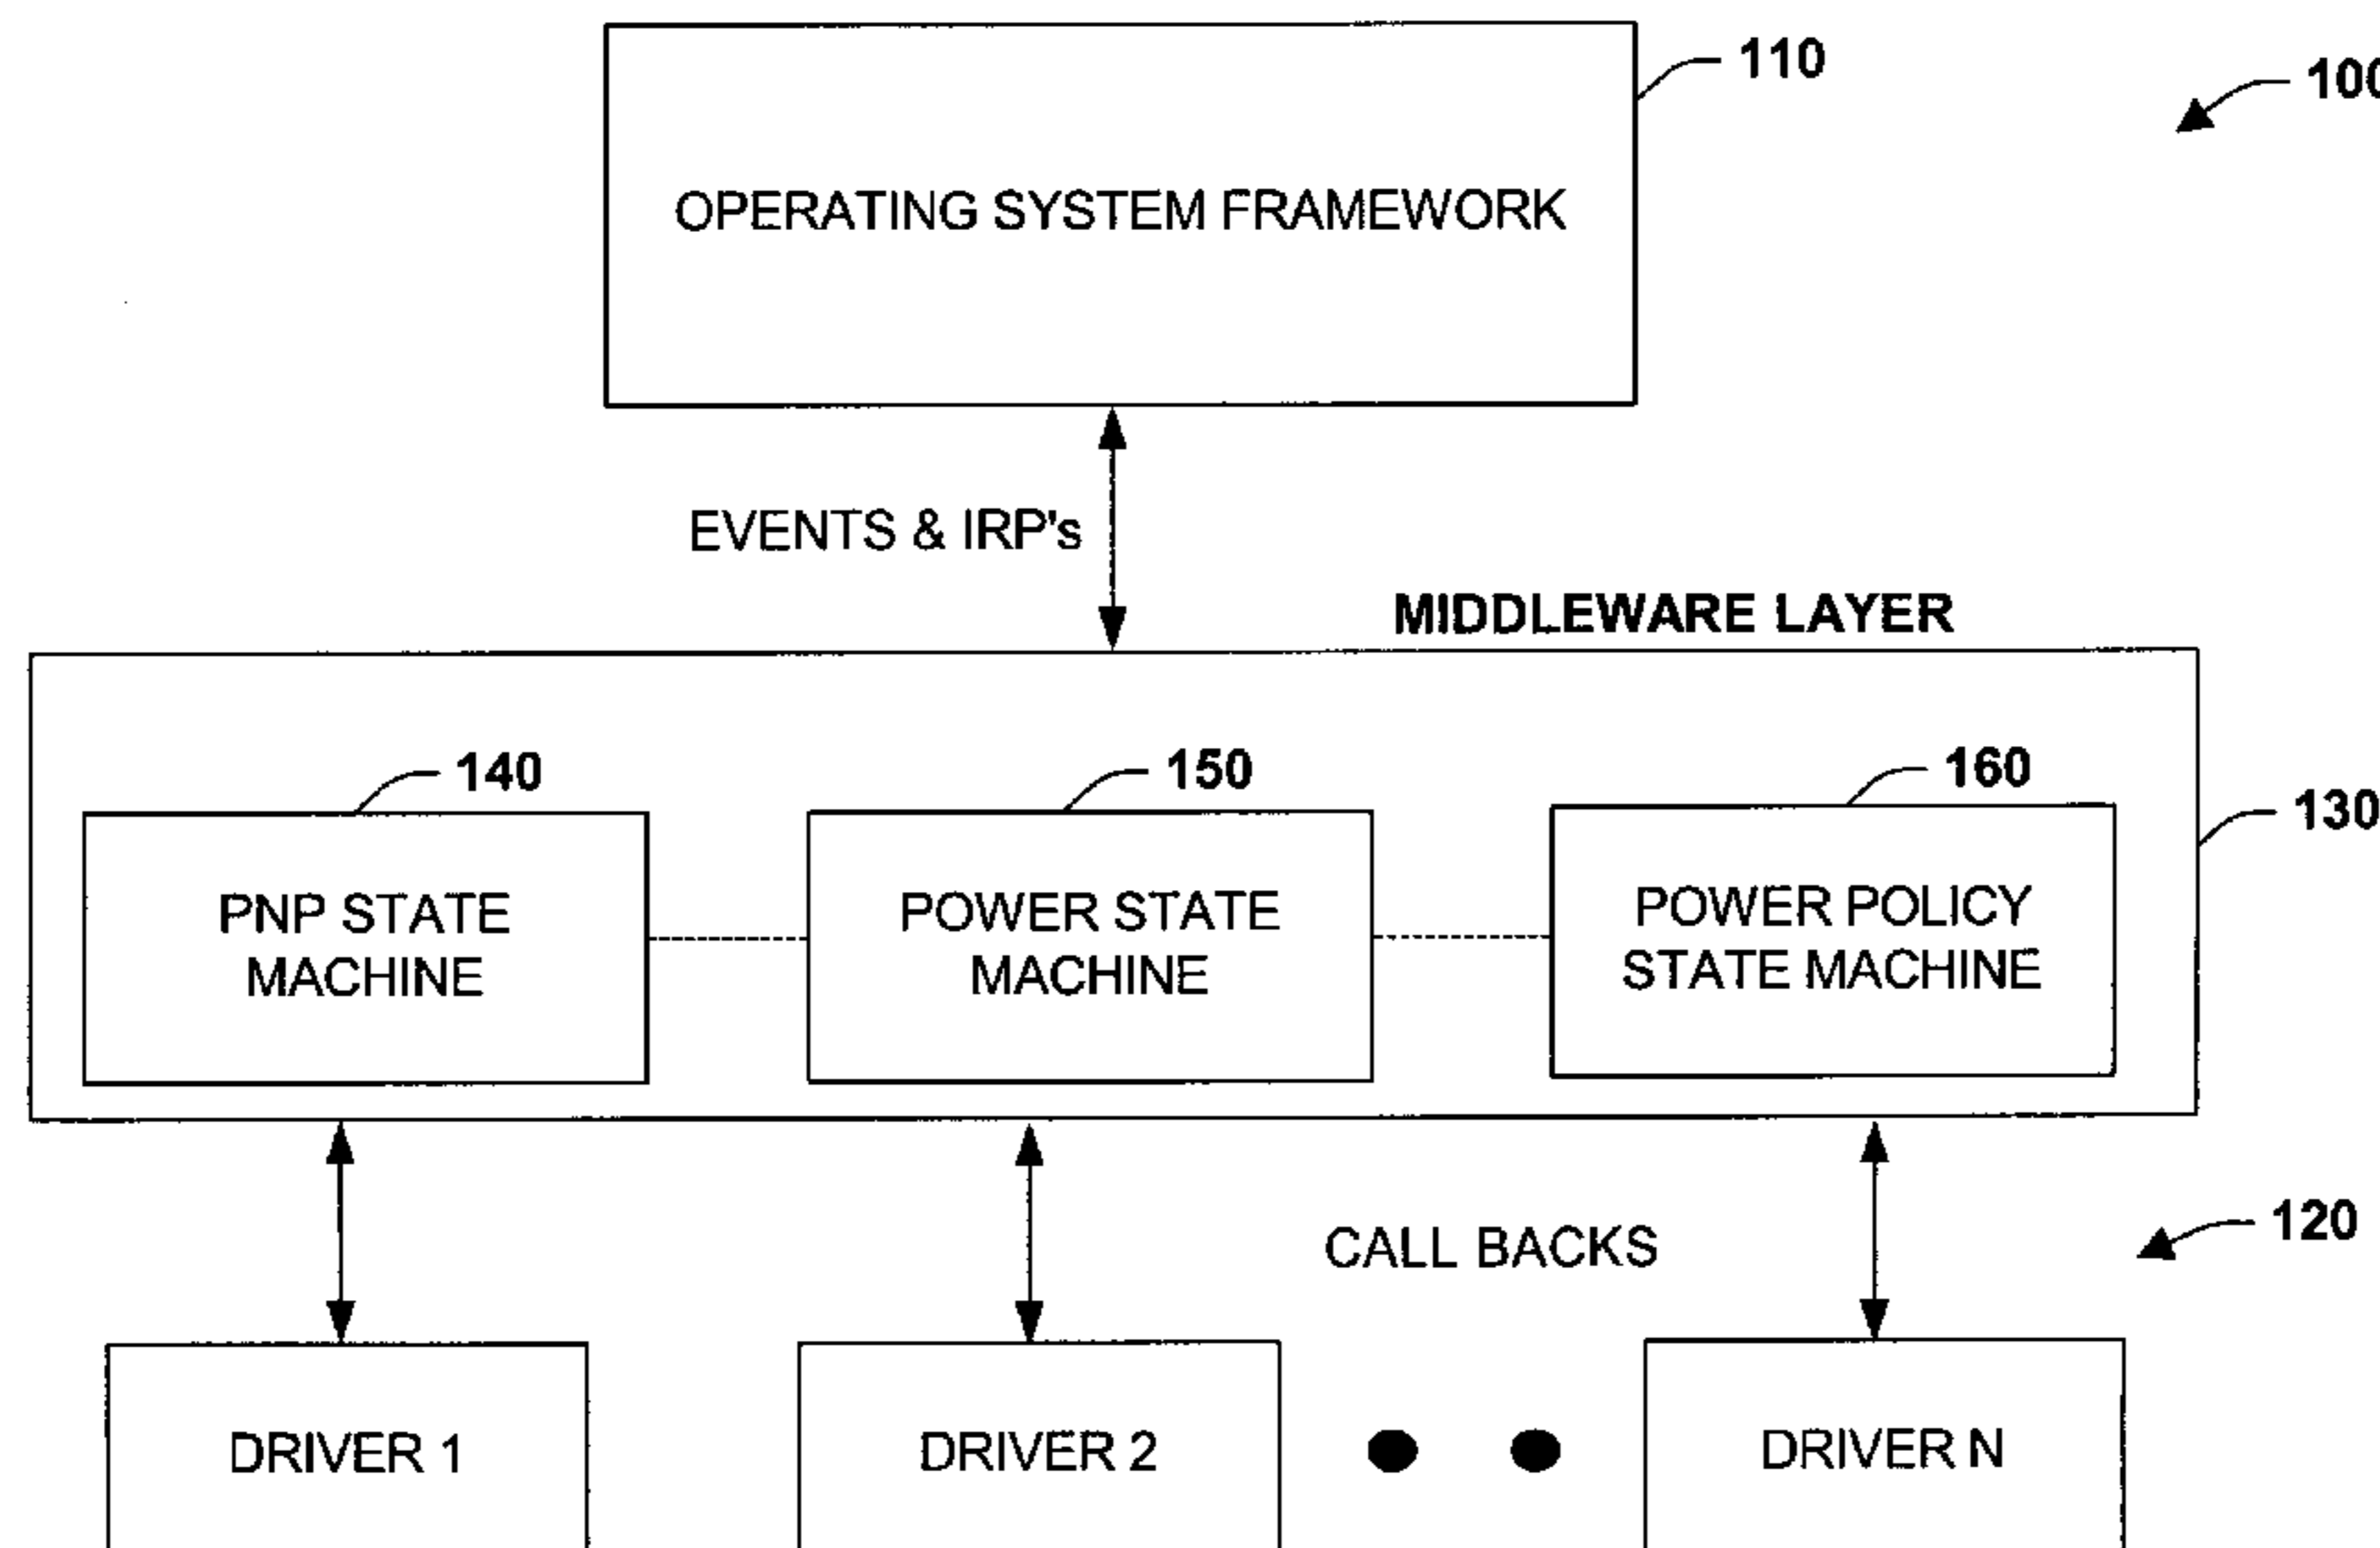 110
100
OPERATING SYSTEM FRAMEWORK
EVENTS & IRP's
MIDDLEWARE LAYER
140
150
160
130
PNP STATE
MACHINE
POWER STATE
MACHINE
POWER POLICY
STATE MACHINE
CALL BACKS
120
DRIVER 1
DRIVER 2
DRIVER N